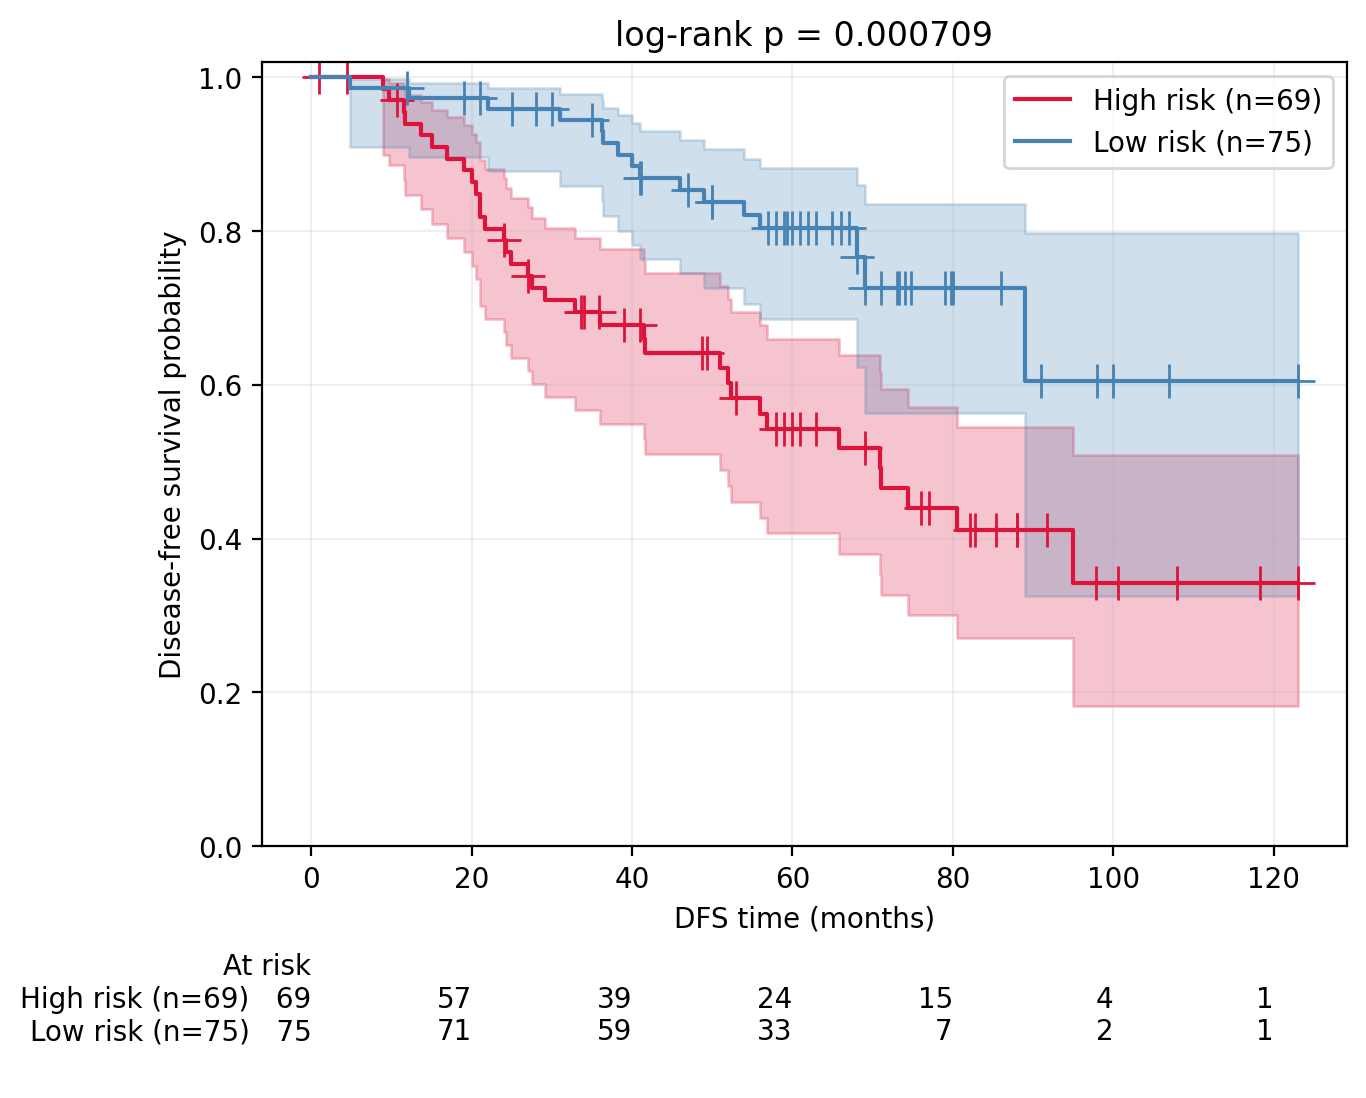 log-rank p = 0.000709
High risk (n=69)
Low risk (n=75)
Disease-free survival probability
1.0
0.8
0.6
0.4
0.2
0.0
0 20 40 60 80 100 120
DFS time (months)
At risk
High risk (n=69) 69 57 39 24 15 4 1
Low risk (n=75) 75 71 59 33 7 2 1